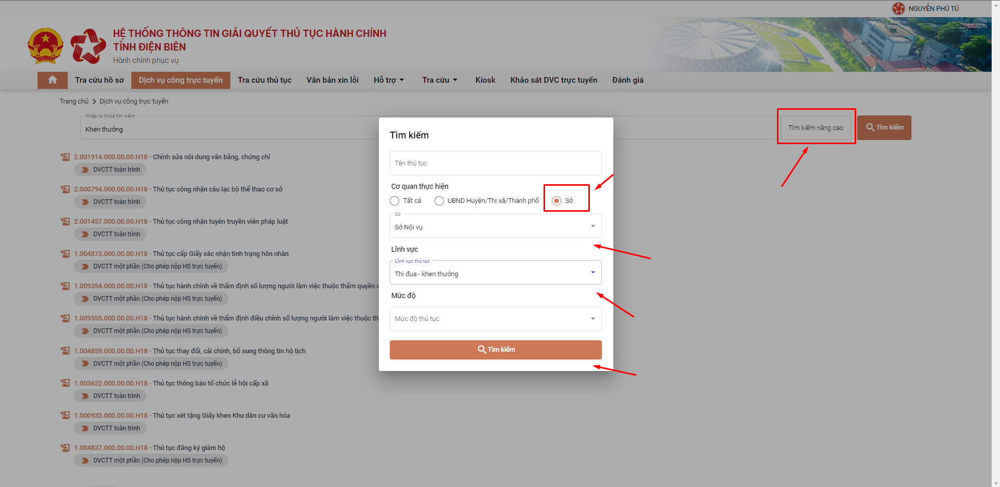 NGUYỄN PHÚ TÚ
HỆ THỐNG THÔNG TIN GIẢI QUYẾT THỦ TỤC HÀNH CHÍNH
TỈNH ĐIỆN BIÊN
Hành chính phục vụ
VIỆT NAM
Tra cứu hồ sơ Dịch vụ công trực tuyến Tra cứu thủ tục Văn bản xin lỗi Hỗ trợ Tra cứu Kiosk Khảo sát DVC trực tuyến Đánh giá
Trang chủ Dịch vụ công trực tuyến
Nhập từ khoá tìm kiếm
Khen thưởng
Tìm kiếm nâng cao
Tìm kiếm
2.001914.000.00.00.H18 - Chỉnh sửa nội dung văn bằng, chứng chỉ
DVCTT toàn trình
2.000794.000.00.00.H18 - Thủ tục công nhận câu lạc bộ thể thao cơ sở
DVCTT toàn trình
2.001457.000.00.00.H18 - Thủ tục công nhận tuyên truyền viên pháp luật
DVCTT toàn trình
1.004873.000.00.00.H18 - Thủ tục cấp Giấy xác nhận tình trạng hôn nhân
DVCTT một phần (Cho phép nộp HS trực tuyến)
1.009354.000.00.00.H18 - Thủ tục hành chính về thẩm định số lượng người làm việc thuộc thẩm quyền
DVCTT một phần (Cho phép nộp HS trực tuyến)
1.009355.000.00.00.H18 - Thủ tục hành chính về thẩm định điều chỉnh số lượng người làm việc thuộc th
DVCTT một phần (Cho phép nộp HS trực tuyến)
1.004859.000.00.00.H18 - Thủ tục thay đổi, cải chính, bổ sung thông tin hộ tịch
DVCTT một phần (Cho phép nộp HS trực tuyến)
1.003622.000.00.00.H18 - Thủ tục thông báo tổ chức lễ hội cấp xã
DVCTT toàn trình
1.000933.000.00.00.H18 - Thủ tục xét tặng Giấy khen Khu dân cư văn hóa
DVCTT toàn trình
1.004837.000.00.00.H18 - Thủ tục đăng ký giám hộ
DVCTT một phần (Cho phép nộp HS trực tuyến)
Tìm kiếm
Tên thủ tục
Cơ quan thực hiện
Tất cả UBND Huyện/Thị xã/Thành phố Sở
Sở
Sở Nội vụ
Lĩnh vực
Lĩnh vực thủ tục
Thi đua - khen thưởng
Mức độ
Mức độ thủ tục
Tìm kiếm